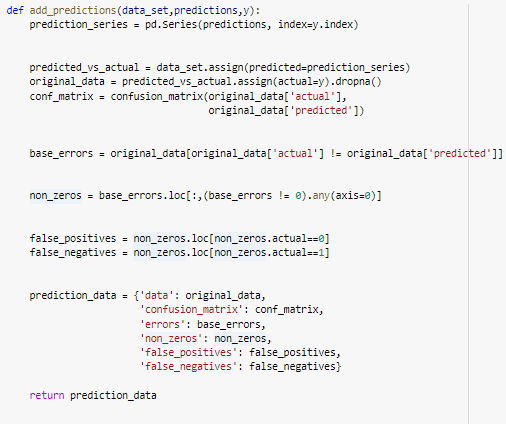 def add_predictions(data_set,predictions,y):
    prediction_series = pd.Series(predictions, index=y.index)
    predicted_vs_actual = data_set.assign(predicted=prediction_series)
    original_data = predicted_vs_actual.assign(actual=y).dropna()
    conf_matrix = confusion_matrix(original_data['actual'],
                                   original_data['predicted'])
    base_errors = original_data[original_data['actual'] != original_data['predicted']]
    non_zeros = base_errors.loc[:,(base_errors != 0).any(axis=0)]
    false_positives = non_zeros.loc[non_zeros.actual==0]
    false_negatives = non_zeros.loc[non_zeros.actual==1]
    prediction_data = {'data': original_data,
                       'confusion_matrix': conf_matrix,
                       'errors': base_errors,
                       'non_zeros': non_zeros,
                       'false_positives': false_positives,
                       'false_negatives': false_negatives}
    return prediction_data